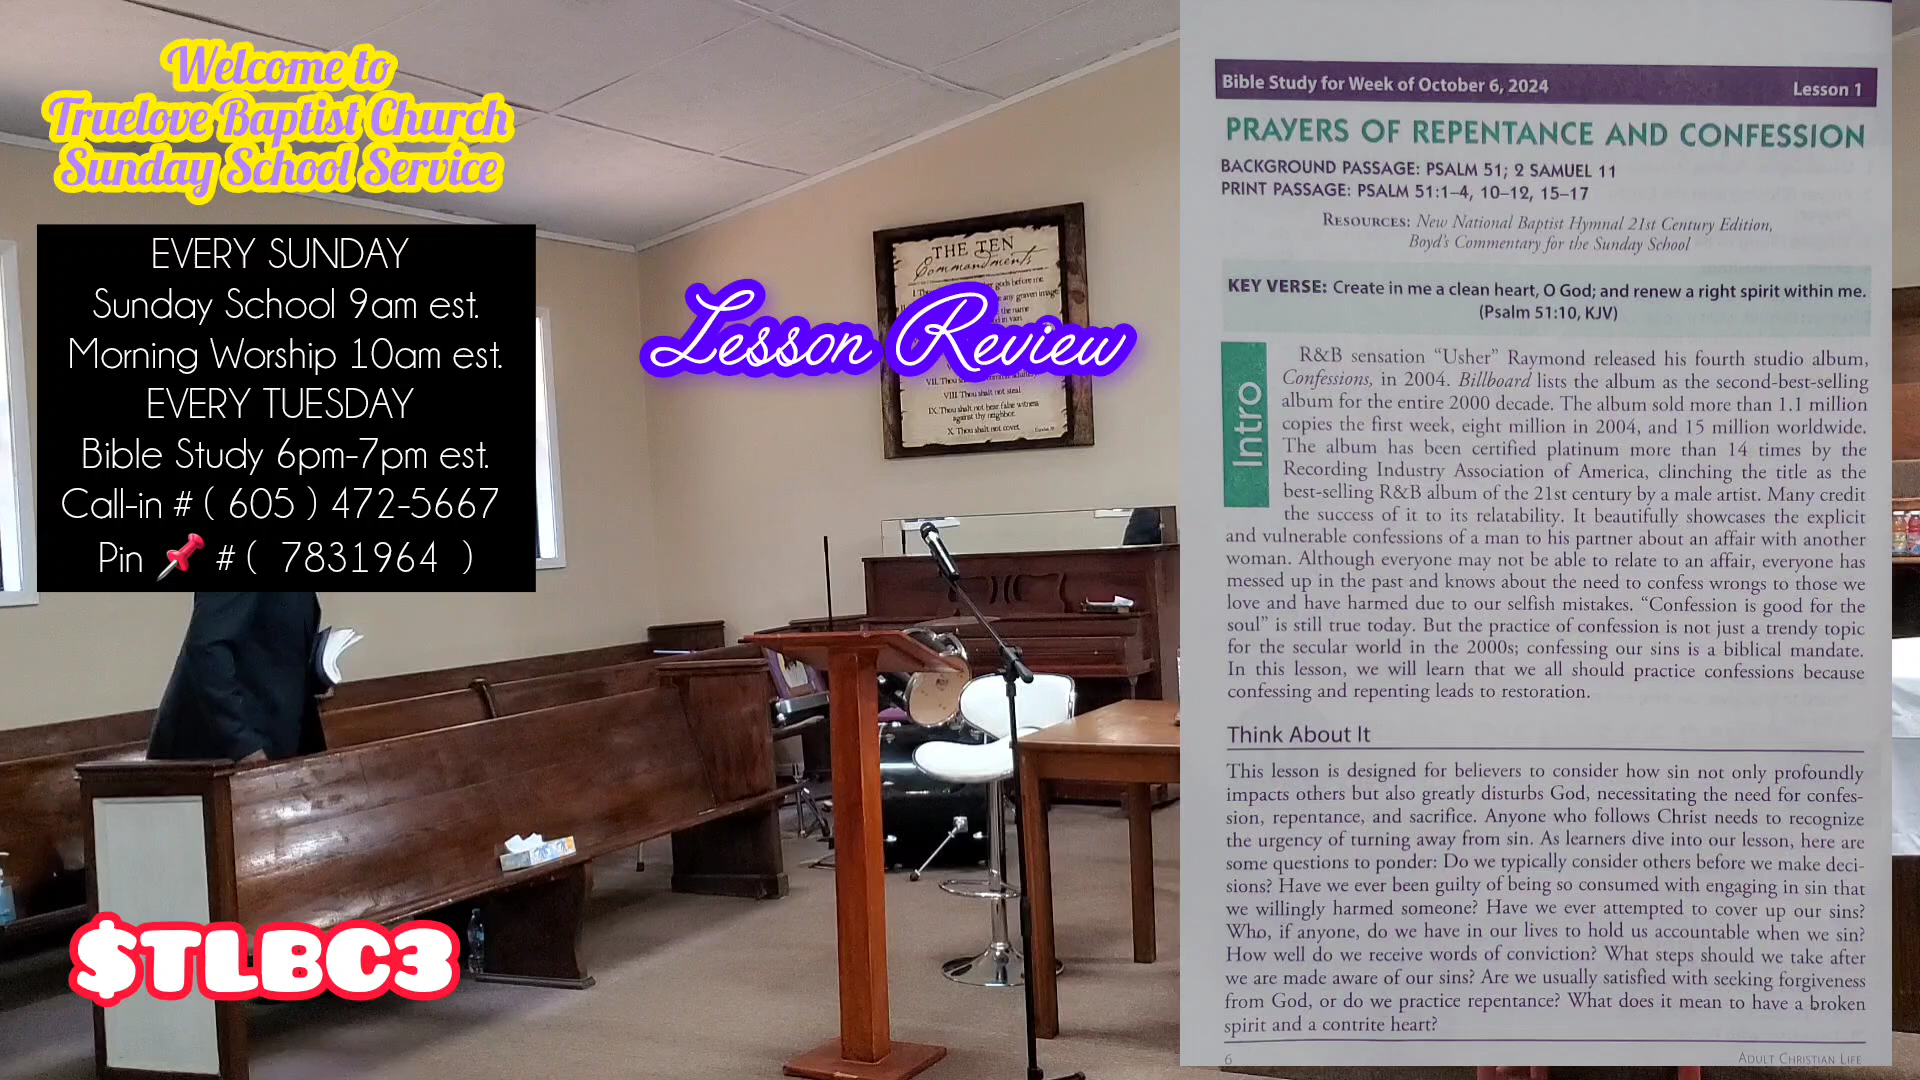 Welcome to
Truelove Baptist Church
Sunday School Service
EVERY SUNDAY
Sunday School 9am est.
Morning Worship 10am est.
EVERY TUESDAY
Bible Study 6pm-7pm est.
Call-in # ( 605 ) 472-5667
Pin 📌 # ( 7831964 )
$TLBC3
THE TEN
Commandments
gods before me.
any graven image
the name
in vain
VII. Thou
VIII. Thou shalt not steal.
IX. Thou shalt not bear false witness
against thy neighbor.
X. Thou shalt not covet.
Lesson Review
Bible Study for Week of October 6, 2024 Lesson 1
PRAYERS OF REPENTANCE AND CONFESSION
BACKGROUND PASSAGE: PSALM 51; 2 SAMUEL 11
PRINT PASSAGE: PSALM 51:1–4, 10–12, 15–17
RESOURCES: New National Baptist Hymnal 21st Century Edition,
Boyd's Commentary for the Sunday School
KEY VERSE: Create in me a clean heart, O God; and renew a right spirit within me.
(Psalm 51:10, KJV)
Intro
R&B sensation “Usher” Raymond released his fourth studio album,
Confessions, in 2004. Billboard lists the album as the second-best-selling
album for the entire 2000 decade. The album sold more than 1.1 million
copies the first week, eight million in 2004, and 15 million worldwide.
The album has been certified platinum more than 14 times by the
Recording Industry Association of America, clinching the title as the
best-selling R&B album of the 21st century by a male artist. Many credit
the success of it to its relatability. It beautifully showcases the explicit
and vulnerable confessions of a man to his partner about an affair with another
woman. Although everyone may not be able to relate to an affair, everyone has
messed up in the past and knows about the need to confess wrongs to those we
love and have harmed due to our selfish mistakes. “Confession is good for the
soul” is still true today. But the practice of confession is not just a trendy topic
for the secular world in the 2000s; confessing our sins is a biblical mandate.
In this lesson, we will learn that we all should practice confessions because
confessing and repenting leads to restoration.
Think About It
This lesson is designed for believers to consider how sin not only profoundly
impacts others but also greatly disturbs God, necessitating the need for confes-
sion, repentance, and sacrifice. Anyone who follows Christ needs to recognize
the urgency of turning away from sin. As learners dive into our lesson, here are
some questions to ponder: Do we typically consider others before we make deci-
sions? Have we ever been guilty of being so consumed with engaging in sin that
we willingly harmed someone? Have we ever attempted to cover up our sins?
Who, if anyone, do we have in our lives to hold us accountable when we sin?
How well do we receive words of conviction? What steps should we take after
we are made aware of our sins? Are we usually satisfied with seeking forgiveness
from God, or do we practice repentance? What does it mean to have a broken
spirit and a contrite heart?
6 ADULT CHRISTIAN LIFE